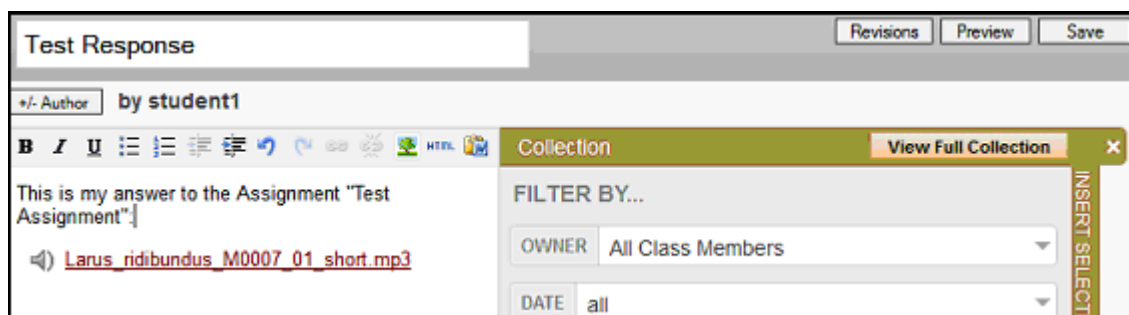 Test Response
Revisions Preview Save
+/- Author by student1
B I U HTML
Collection View Full Collection
This is my answer to the Assignment "Test
Assignment":
Larus_ridibundus_M0007_01_short.mp3
FILTER BY...
OWNER All Class Members
DATE all
INSERT SELECT